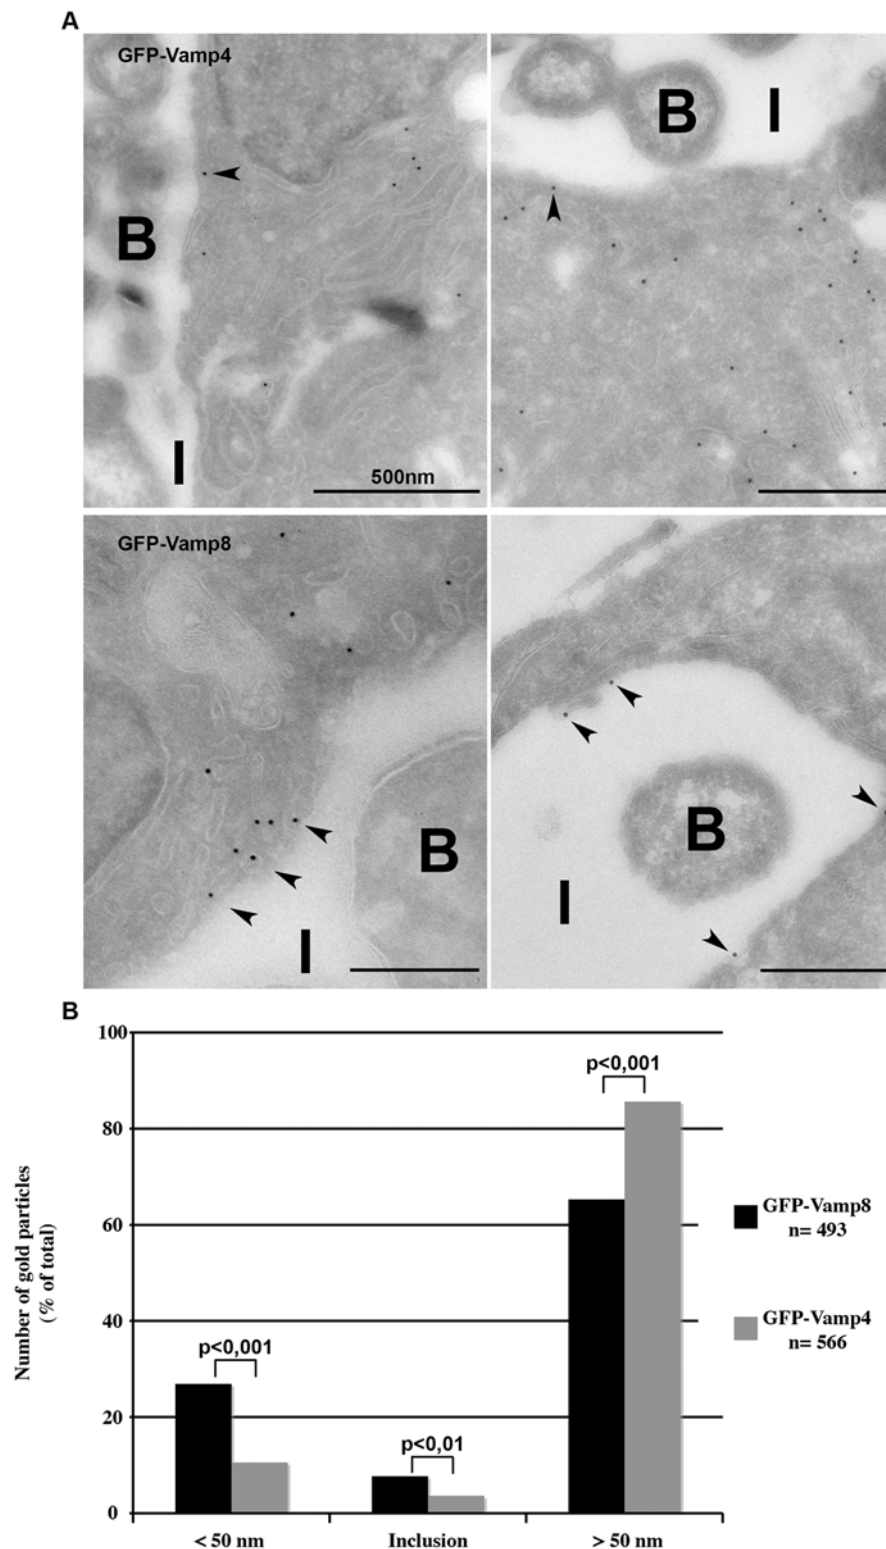 A
GFP-Vamp4
B
I
500nm
B
I
GFP-Vamp8
B
I
B
I
B
100
80
60
40
20
0
Number of gold particles
(% of total)
p<0,001
p<0,01
p<0,001
< 50 nm
Inclusion
> 50 nm
GFP-Vamp8
n= 493
GFP-Vamp4
n= 566